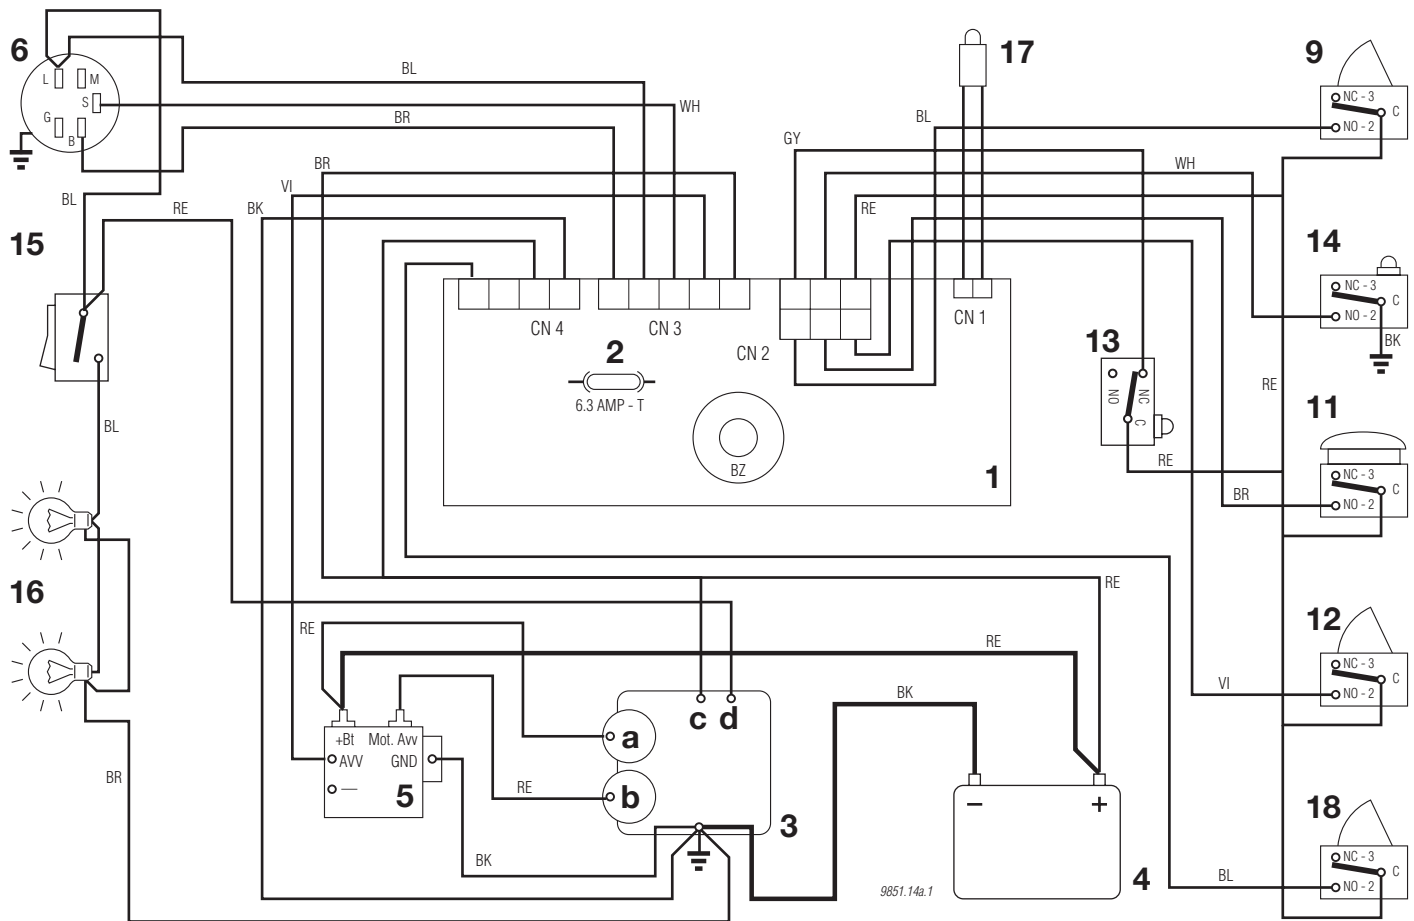 6
L
M
S
G
B
BL
WH
BR
BR
VI
BK
BL
RE
15
BL
16
BR
17
BL
GY
WH
RE
CN 4
CN 3
CN 2
CN 1
2
6.3 AMP - T
BZ
1
13
NO
NC
C
RE
RE
BR
9
NC - 3
C
NO - 2
14
NC - 3
C
NO - 2
BK
11
NC - 3
C
NO - 2
12
NC - 3
C
NO - 2
VI
18
NC - 3
C
NO - 2
BL
RE
RE
RE
+Bt
Mot. Avv
AVV
GND
—
5
RE
BK
a
b
c d
3
BK
−
+
4
9851.14a.1